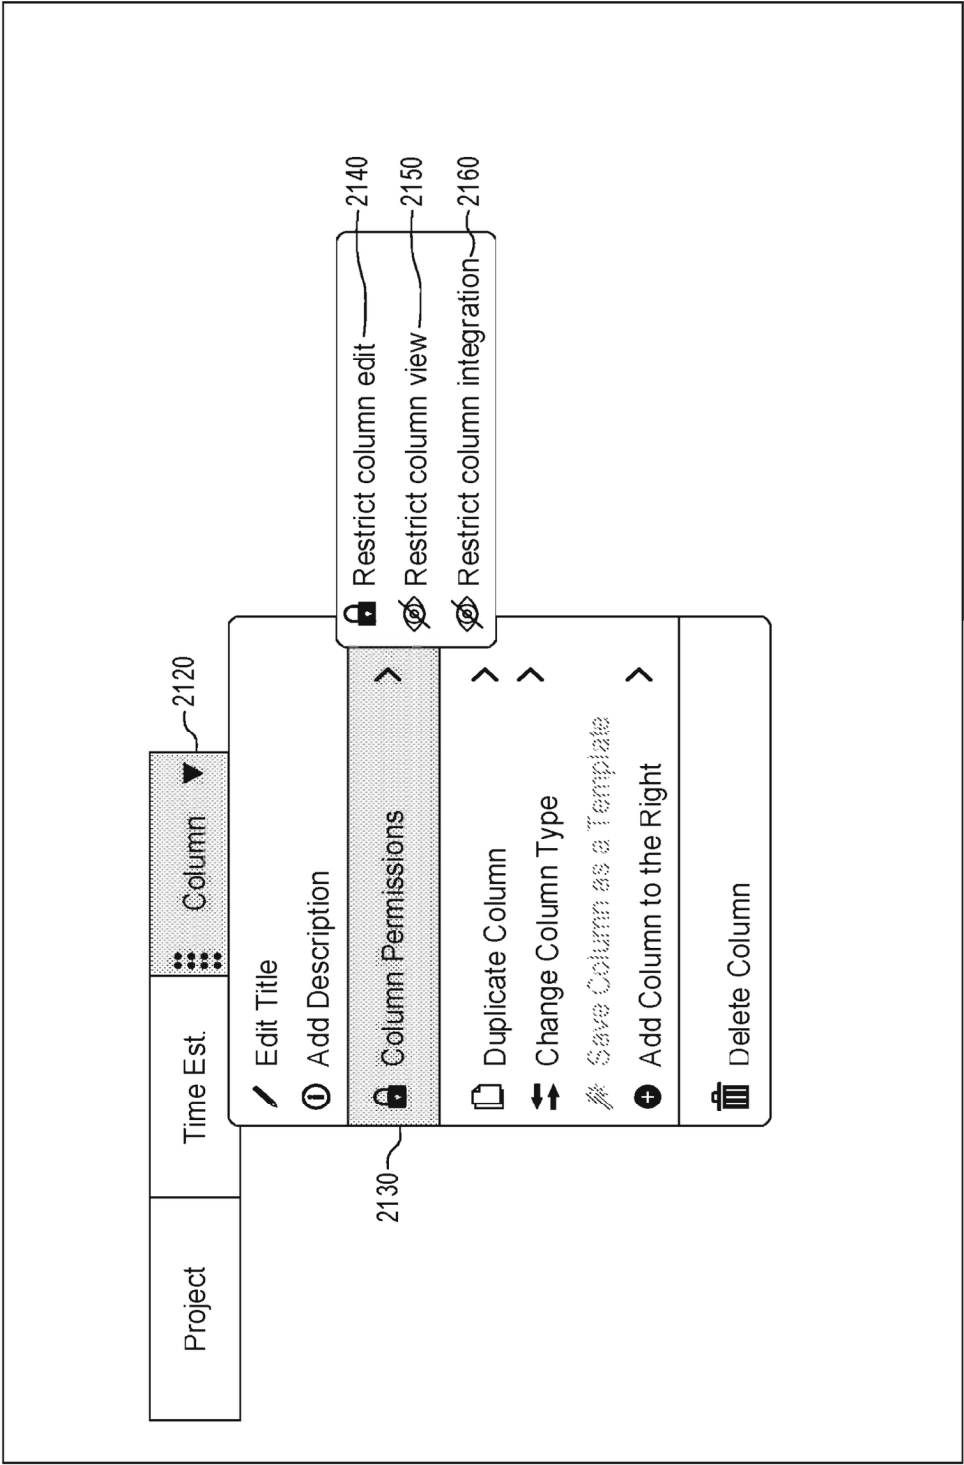 Project
Time Est.
Column
2120
Edit Title
Add Description
2130
Column Permissions
Restrict column edit
2140
Restrict column view
2150
Restrict column integration
2160
Duplicate Column
Change Column Type
Save Column as a Template
Add Column to the Right
Delete Column